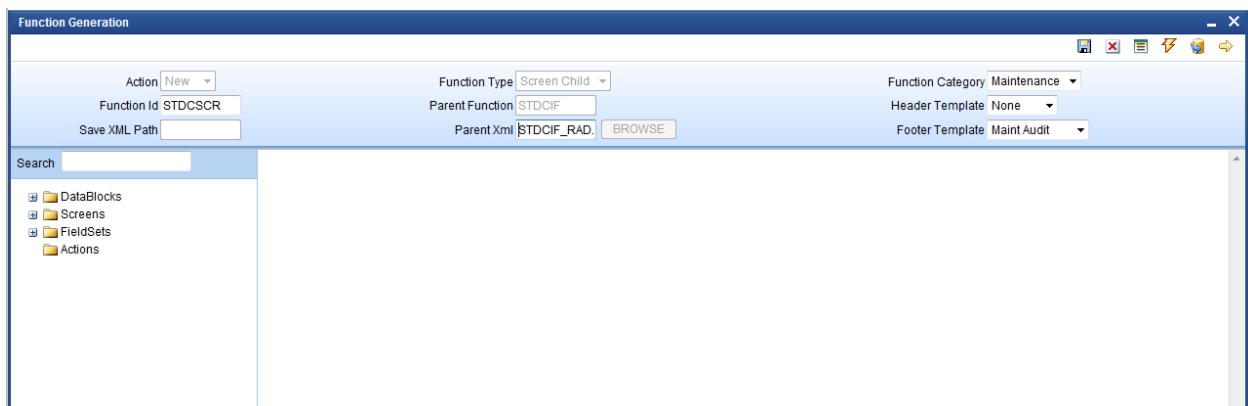 Function Generation
Action New Function Type Screen Child Function Category Maintenance
Function Id STDCSCR Parent Function STDCIF Header Template None
Save XML Path Parent Xml STDCIF_RAD. BROWSE Footer Template Maint Audit
Search
DataBlocks
Screens
FieldSets
Actions